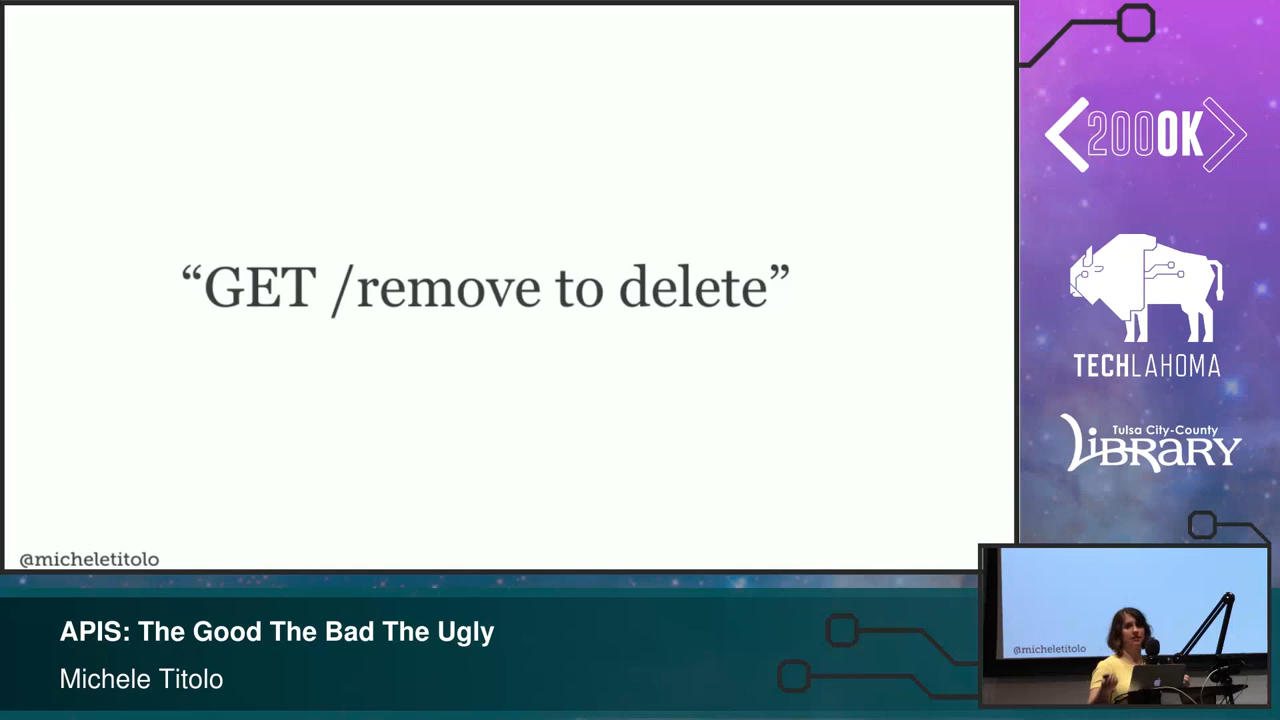 “GET /remove to delete”
@micheletitolo
200OK
TECHLAHOMA
Tulsa City-County
LiBRARY
@micheletitolo
APIS: The Good The Bad The Ugly
Michele Titolo